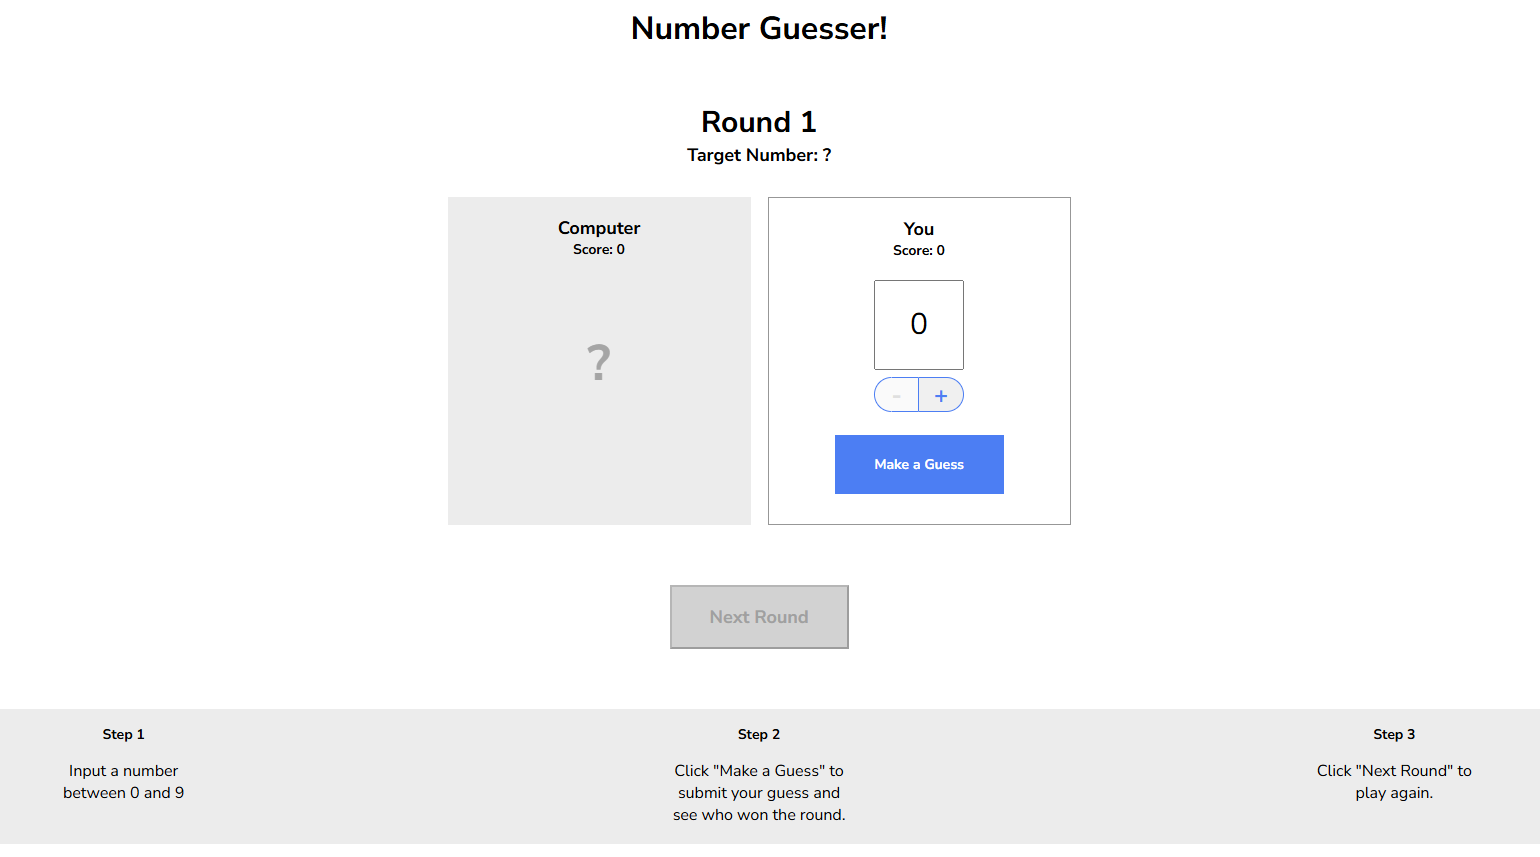 Number Guesser!
Round 1
Target Number: ?
Computer
Score: 0
?
You
Score: 0
0
- +
Make a Guess
Next Round
Step 1
Input a number
between 0 and 9
Step 2
Click "Make a Guess" to
submit your guess and
see who won the round.
Step 3
Click "Next Round" to
play again.